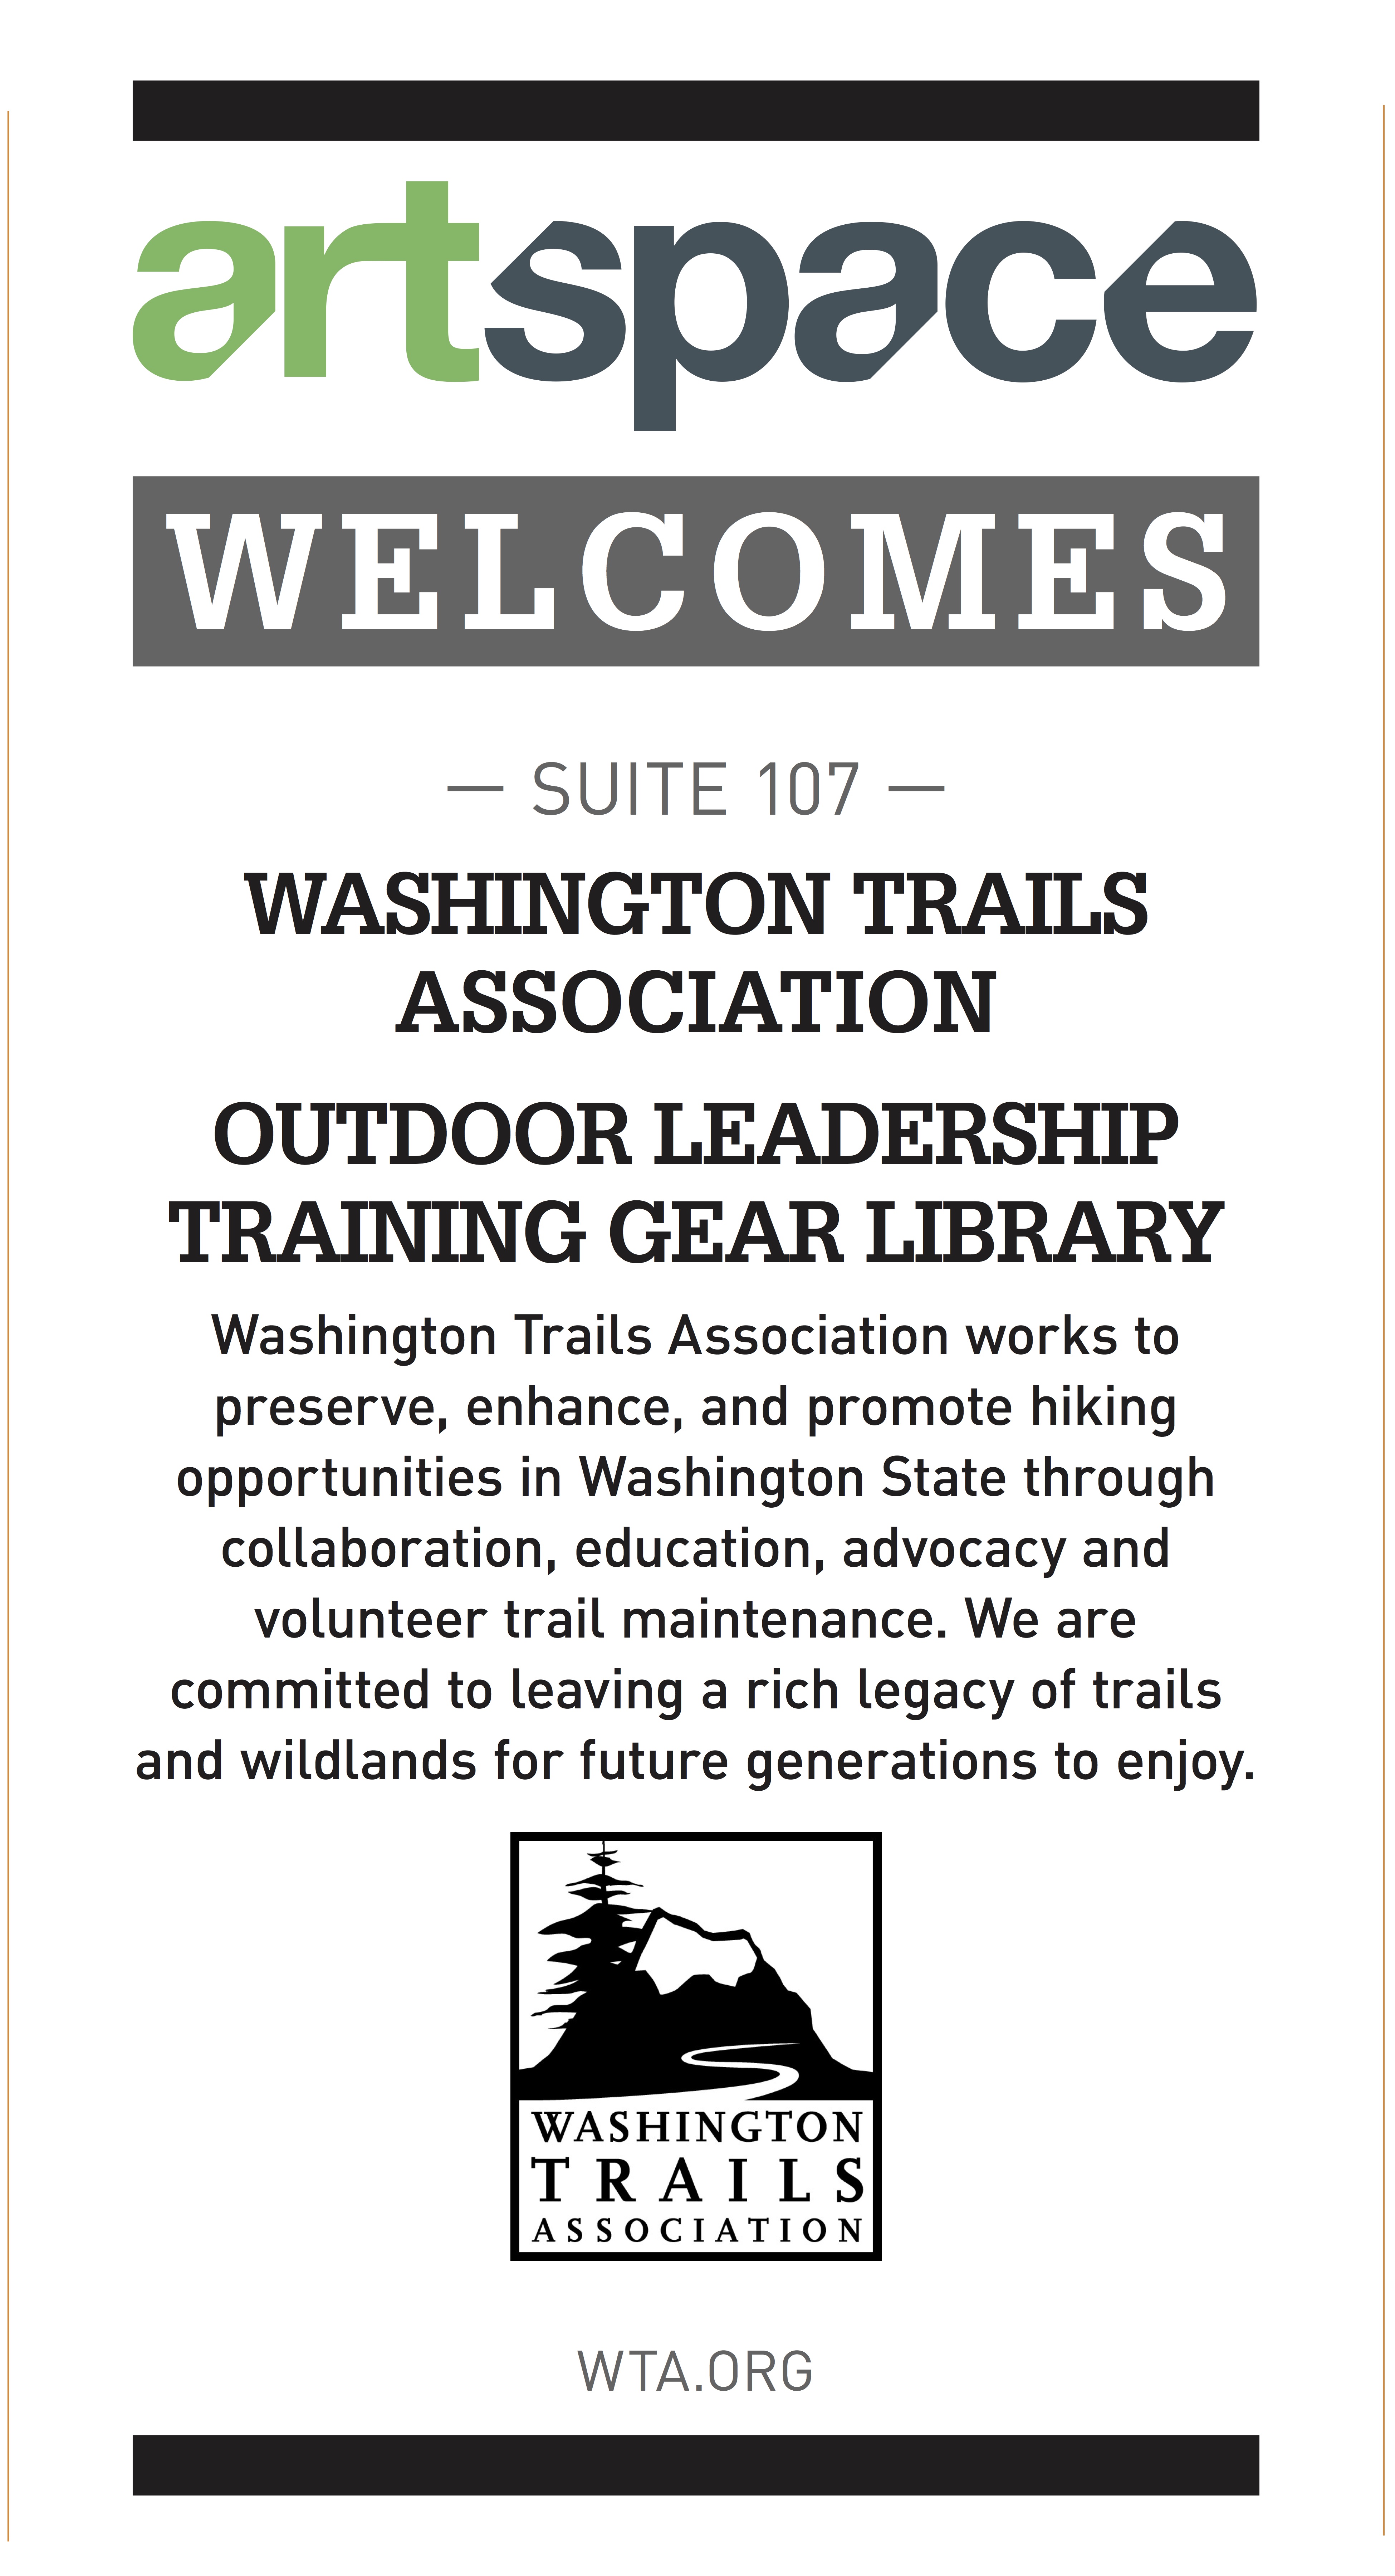 artspace
WELCOMES
— SUITE 107 —
WASHINGTON TRAILS
ASSOCIATION
OUTDOOR LEADERSHIP
TRAINING GEAR LIBRARY
Washington Trails Association works to
preserve, enhance, and promote hiking
opportunities in Washington State through
collaboration, education, advocacy and
volunteer trail maintenance. We are
committed to leaving a rich legacy of trails
and wildlands for future generations to enjoy.
WASHINGTON
TRAILS
ASSOCIATION
WTA.ORG